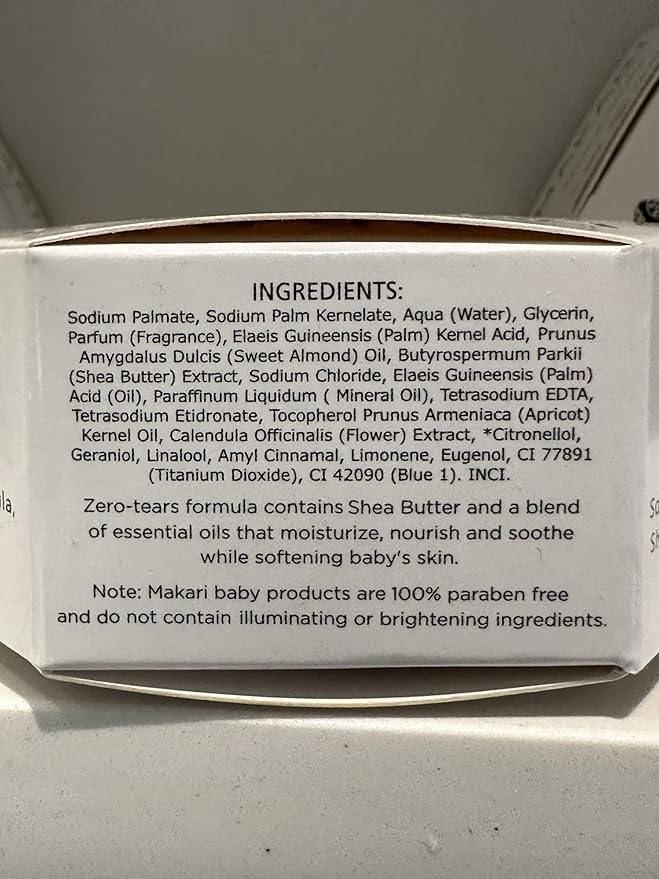 INGREDIENTS:
Sodium Palmate, Sodium Palm Kernelate, Aqua (Water), Glycerin,
Parfum (Fragrance), Elaeis Guineensis (Palm) Kernel Acid, Prunus
Amygdalus Dulcis (Sweet Almond) Oil, Butyrospermum Parkii
(Shea Butter) Extract, Sodium Chloride, Elaeis Guineensis (Palm)
Acid (Oil), Paraffinum Liquidum ( Mineral Oil), Tetrasodium EDTA,
Tetrasodium Etidronate, Tocopherol Prunus Armeniaca (Apricot)
Kernel Oil, Calendula Officinalis (Flower) Extract, *Citronellol,
Geraniol, Linalool, Amyl Cinnamal, Limonene, Eugenol, CI 77891
(Titanium Dioxide), CI 42090 (Blue 1). INCI.
Zero-tears formula contains Shea Butter and a blend
of essential oils that moisturize, nourish and soothe
while softening baby's skin.
Note: Makari baby products are 100% paraben free
and do not contain illuminating or brightening ingredients.